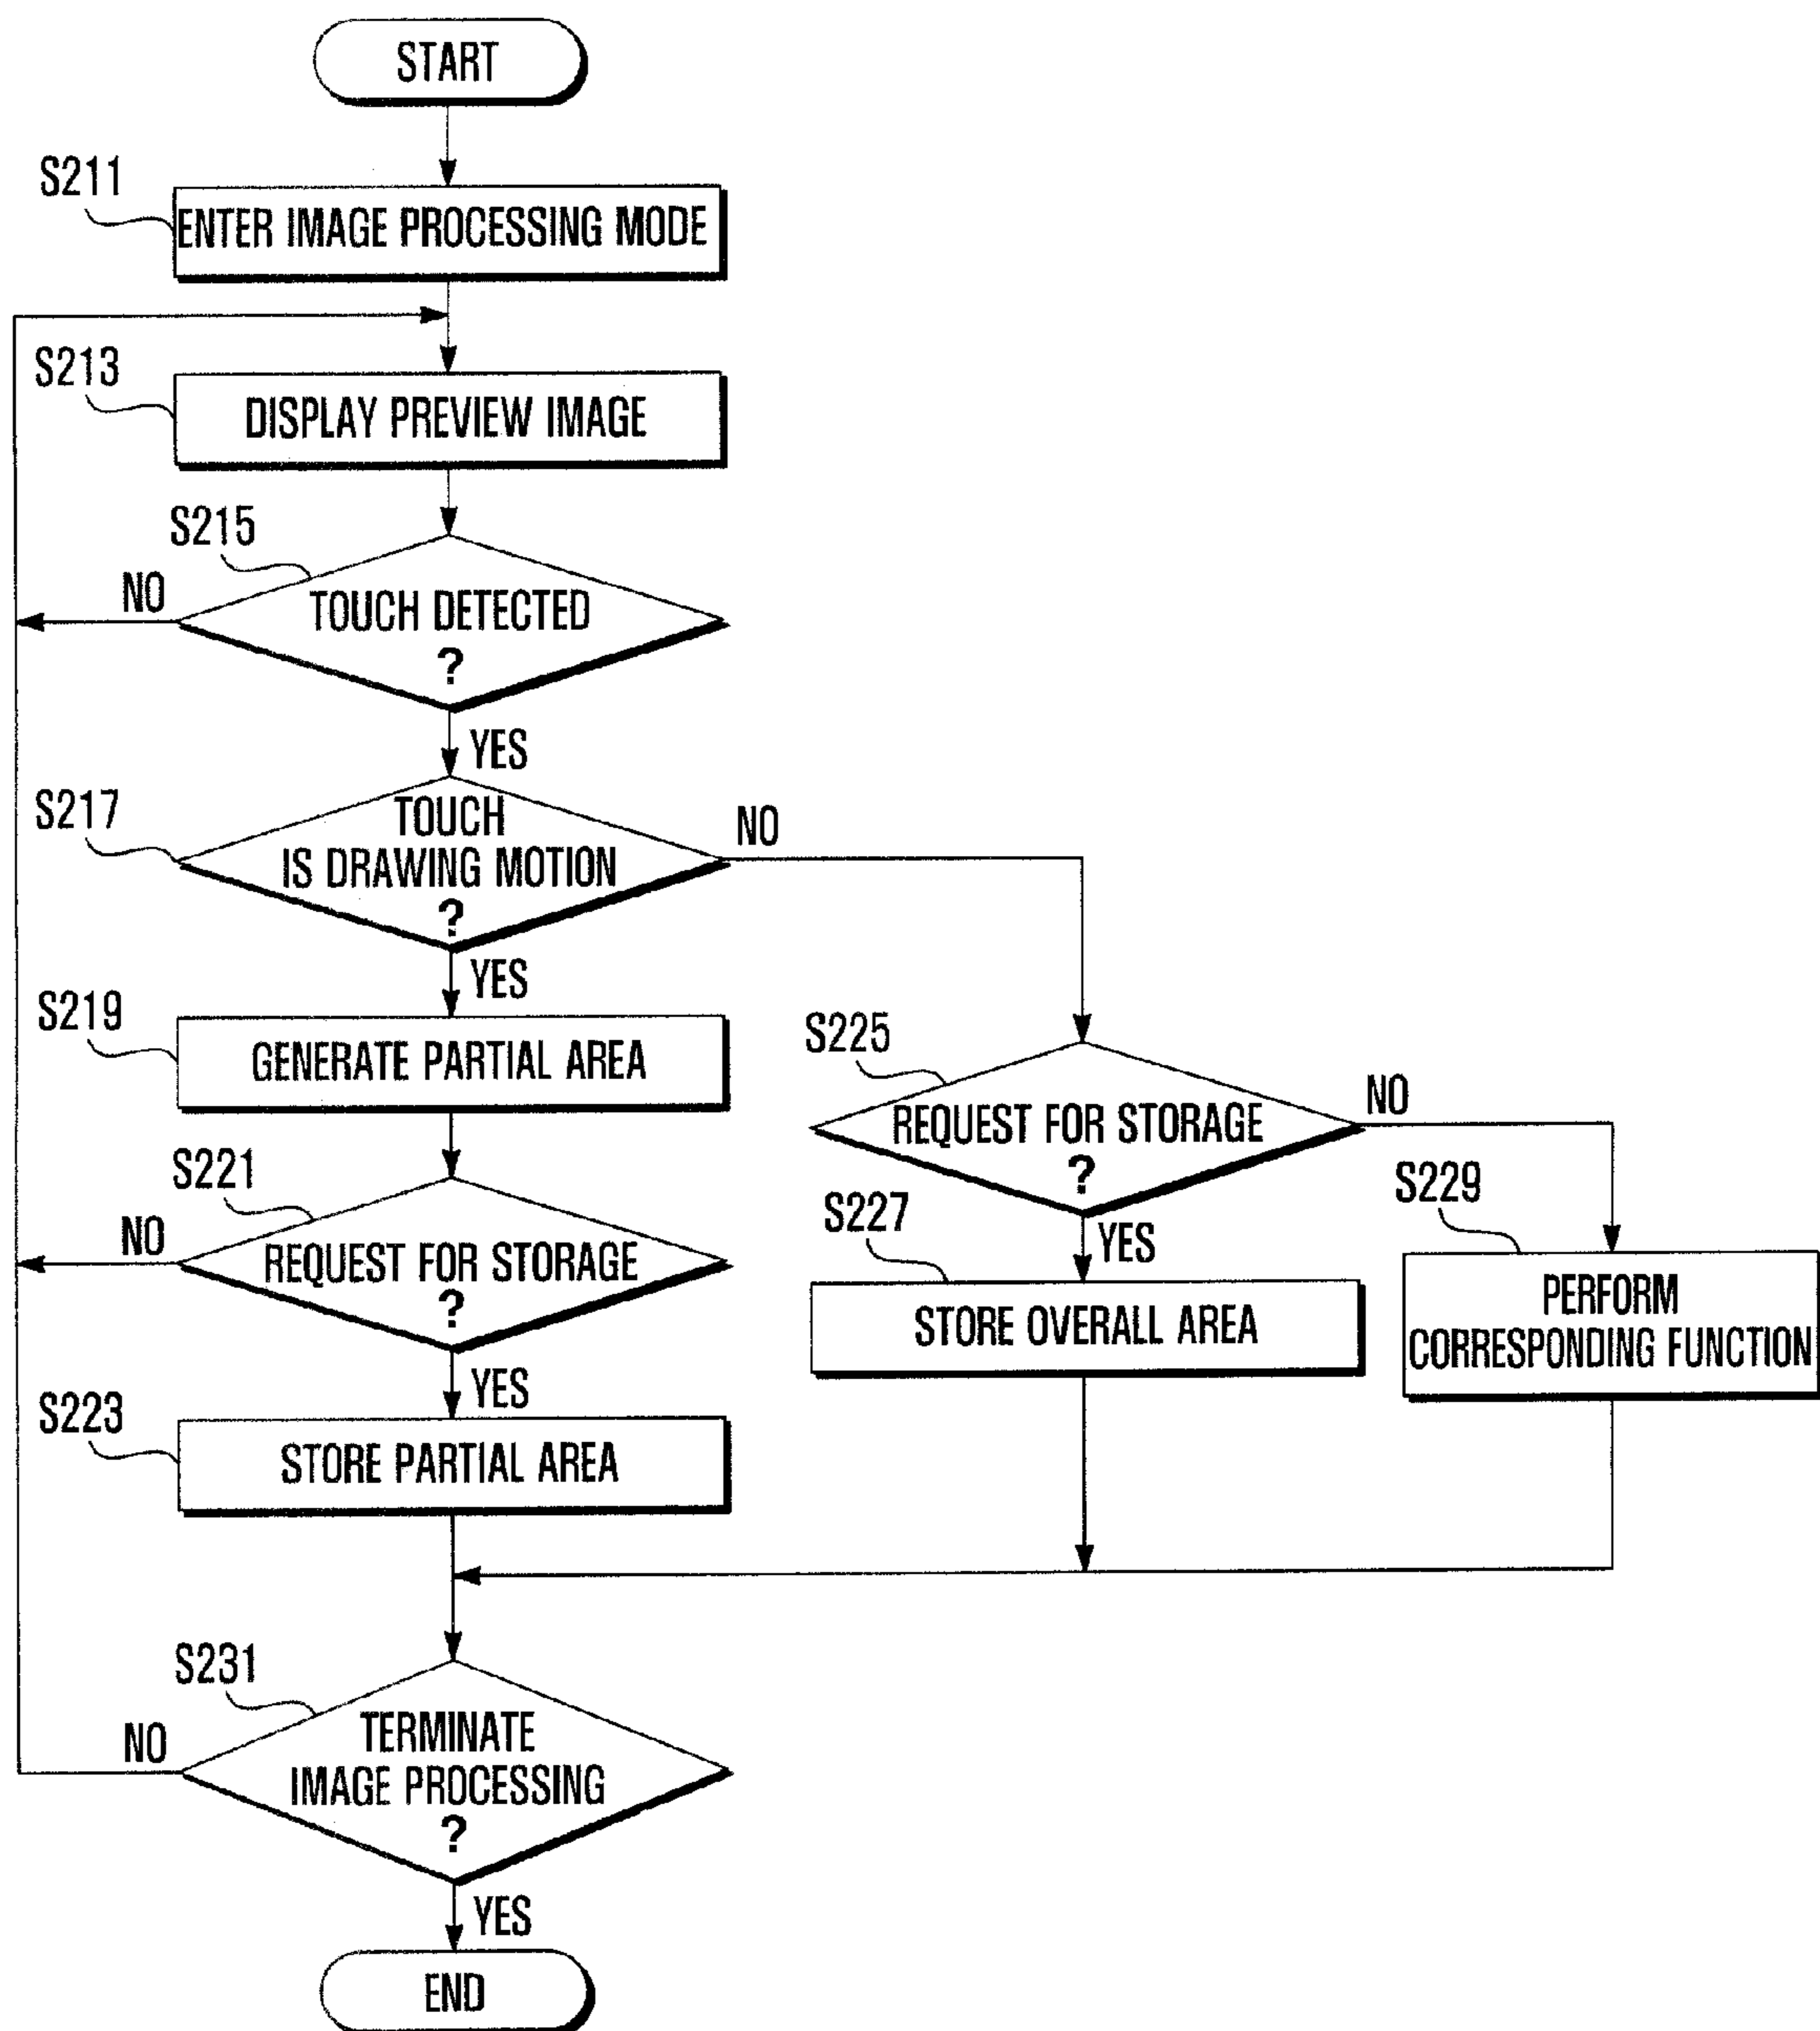 START
S211
ENTER IMAGE PROCESSING MODE
S213
DISPLAY PREVIEW IMAGE
S215
NO
TOUCH DETECTED
?
YES
S217
TOUCH
IS DRAWING MOTION
?
NO
YES
S219
GENERATE PARTIAL AREA
S225
REQUEST FOR STORAGE
?
NO
S221
NO
REQUEST FOR STORAGE
?
YES
S227
YES
STORE OVERALL AREA
S229
PERFORM
CORRESPONDING FUNCTION
S223
STORE PARTIAL AREA
S231
NO
TERMINATE
IMAGE PROCESSING
?
YES
END